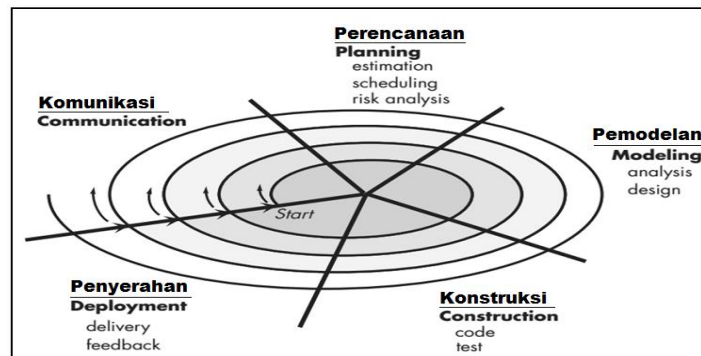 Perencanaan
Planning
estimation
scheduling
risk analysis
Komunikasi
Communication
Pemodelan
Modeling
analysis
design
Start
Penyerahan
Deployment
delivery
feedback
Konstruksi
Construction
code
test